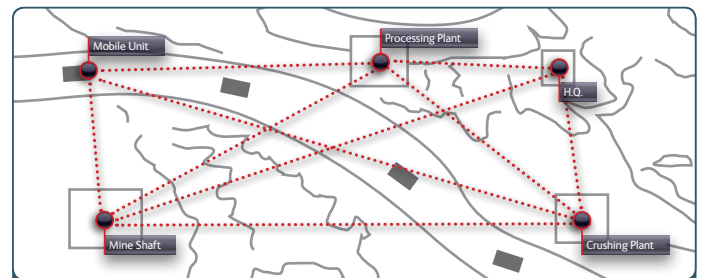 Mobile Unit
Processing Plant
H.Q.
Mine Shaft
Crushing Plant